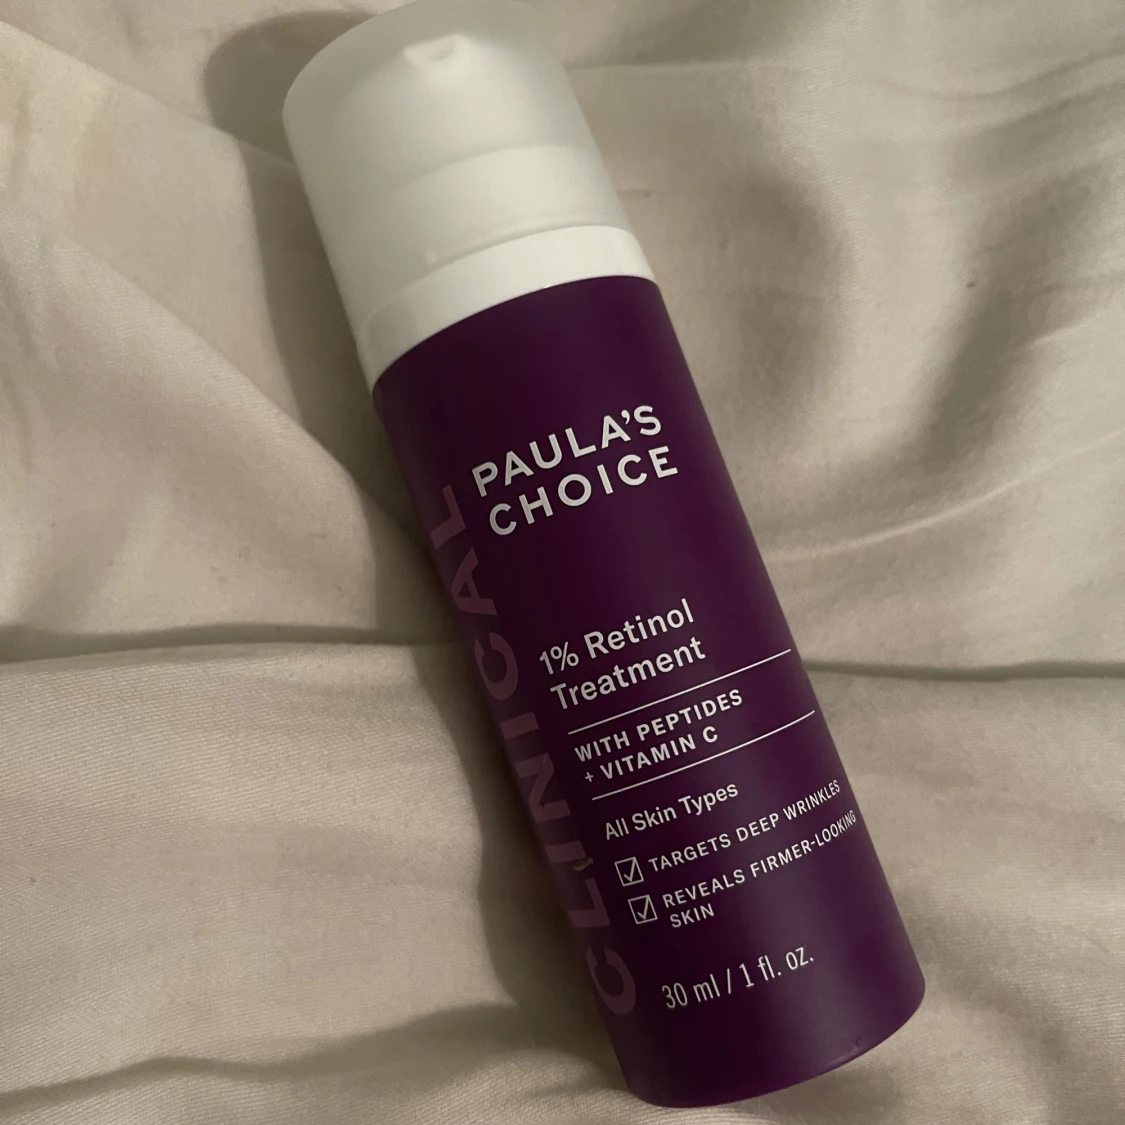 PAULA'S
CHOICE
CLINICAL
1% Retinol
Treatment
WITH PEPTIDES
+ VITAMIN C
All Skin Types
TARGETS DEEP WRINKLES
REVEALS FIRMER-LOOKING
SKIN
30 ml / 1 fl. oz.